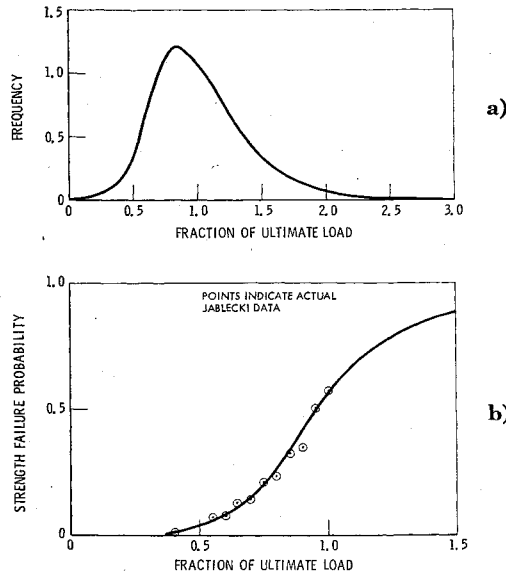 1.5
1.0
0.5
0
FREQUENCY
0 0.5 1.0 1.5 2.0 2.5 3.0
FRACTION OF ULTIMATE LOAD
a)
1.0
0.5
0
STRENGTH FAILURE PROBABILITY
POINTS INDICATE ACTUAL
JABLECKI DATA
0 0.5 1.0 1.5
FRACTION OF ULTIMATE LOAD
b)